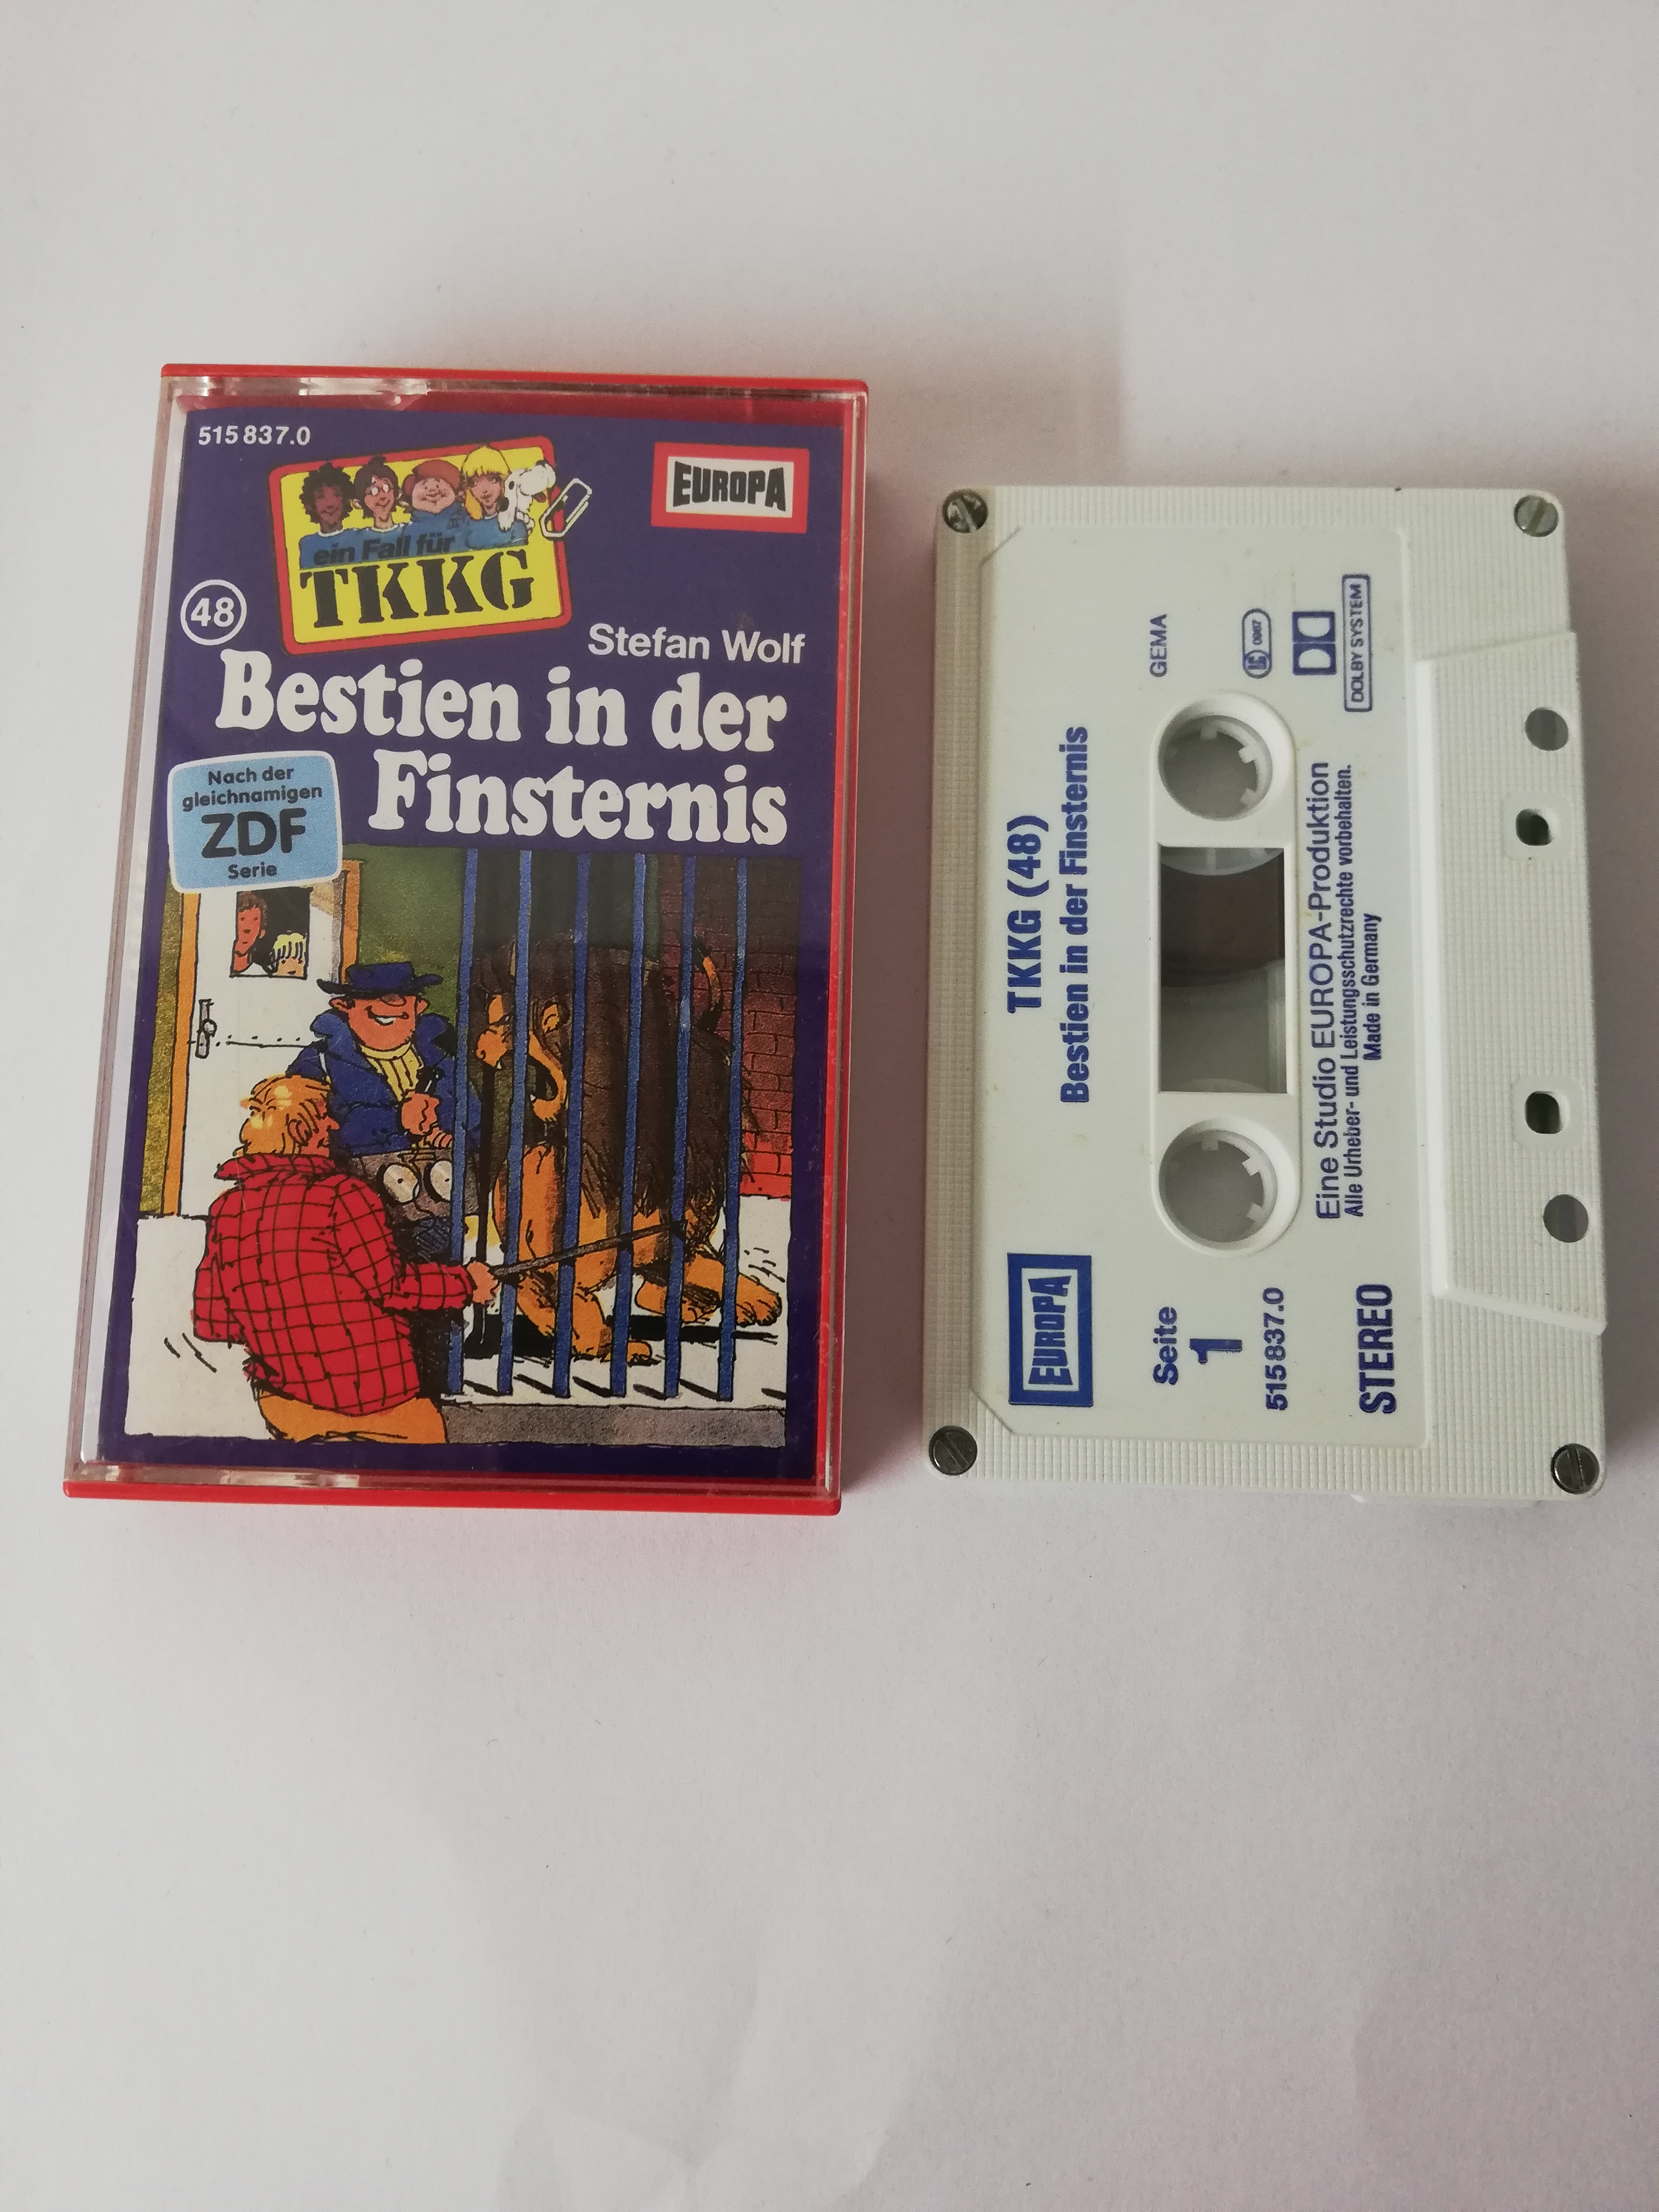 515 837.0
ein Fall für
TKKG
EUROPA
48
Stefan Wolf
Bestien in der
Finsternis
Nach der
gleichnamigen
ZDF
Serie
TKKG (48)
Bestien in der Finsternis
EUROPA
Seite
1
515 837.0
STEREO
GEMA
LC 0987
DOLBY SYSTEM
Eine Studio EUROPA-Produktion
Alle Urheber- und Leistungsschutzrechte vorbehalten.
Made in Germany